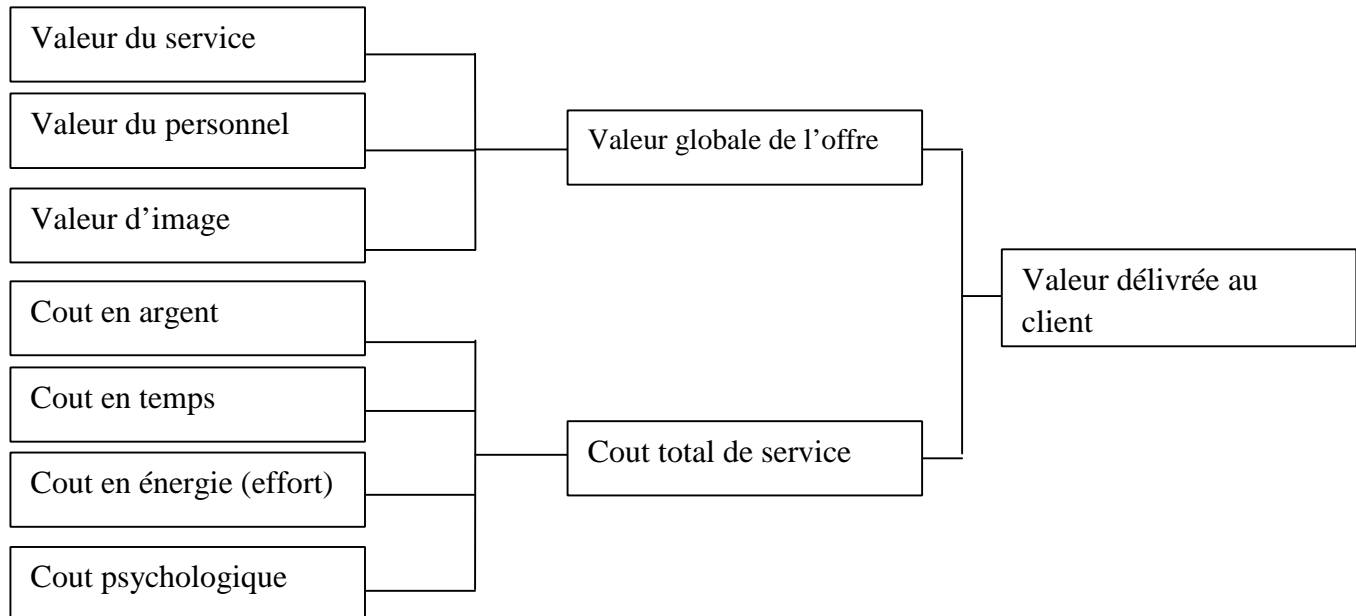 Valeur du service
Valeur du personnel
Valeur d’image
Cout en argent
Cout en temps
Cout en énergie (effort)
Cout psychologique
Valeur globale de l’offre
Cout total de service
Valeur délivrée au
client